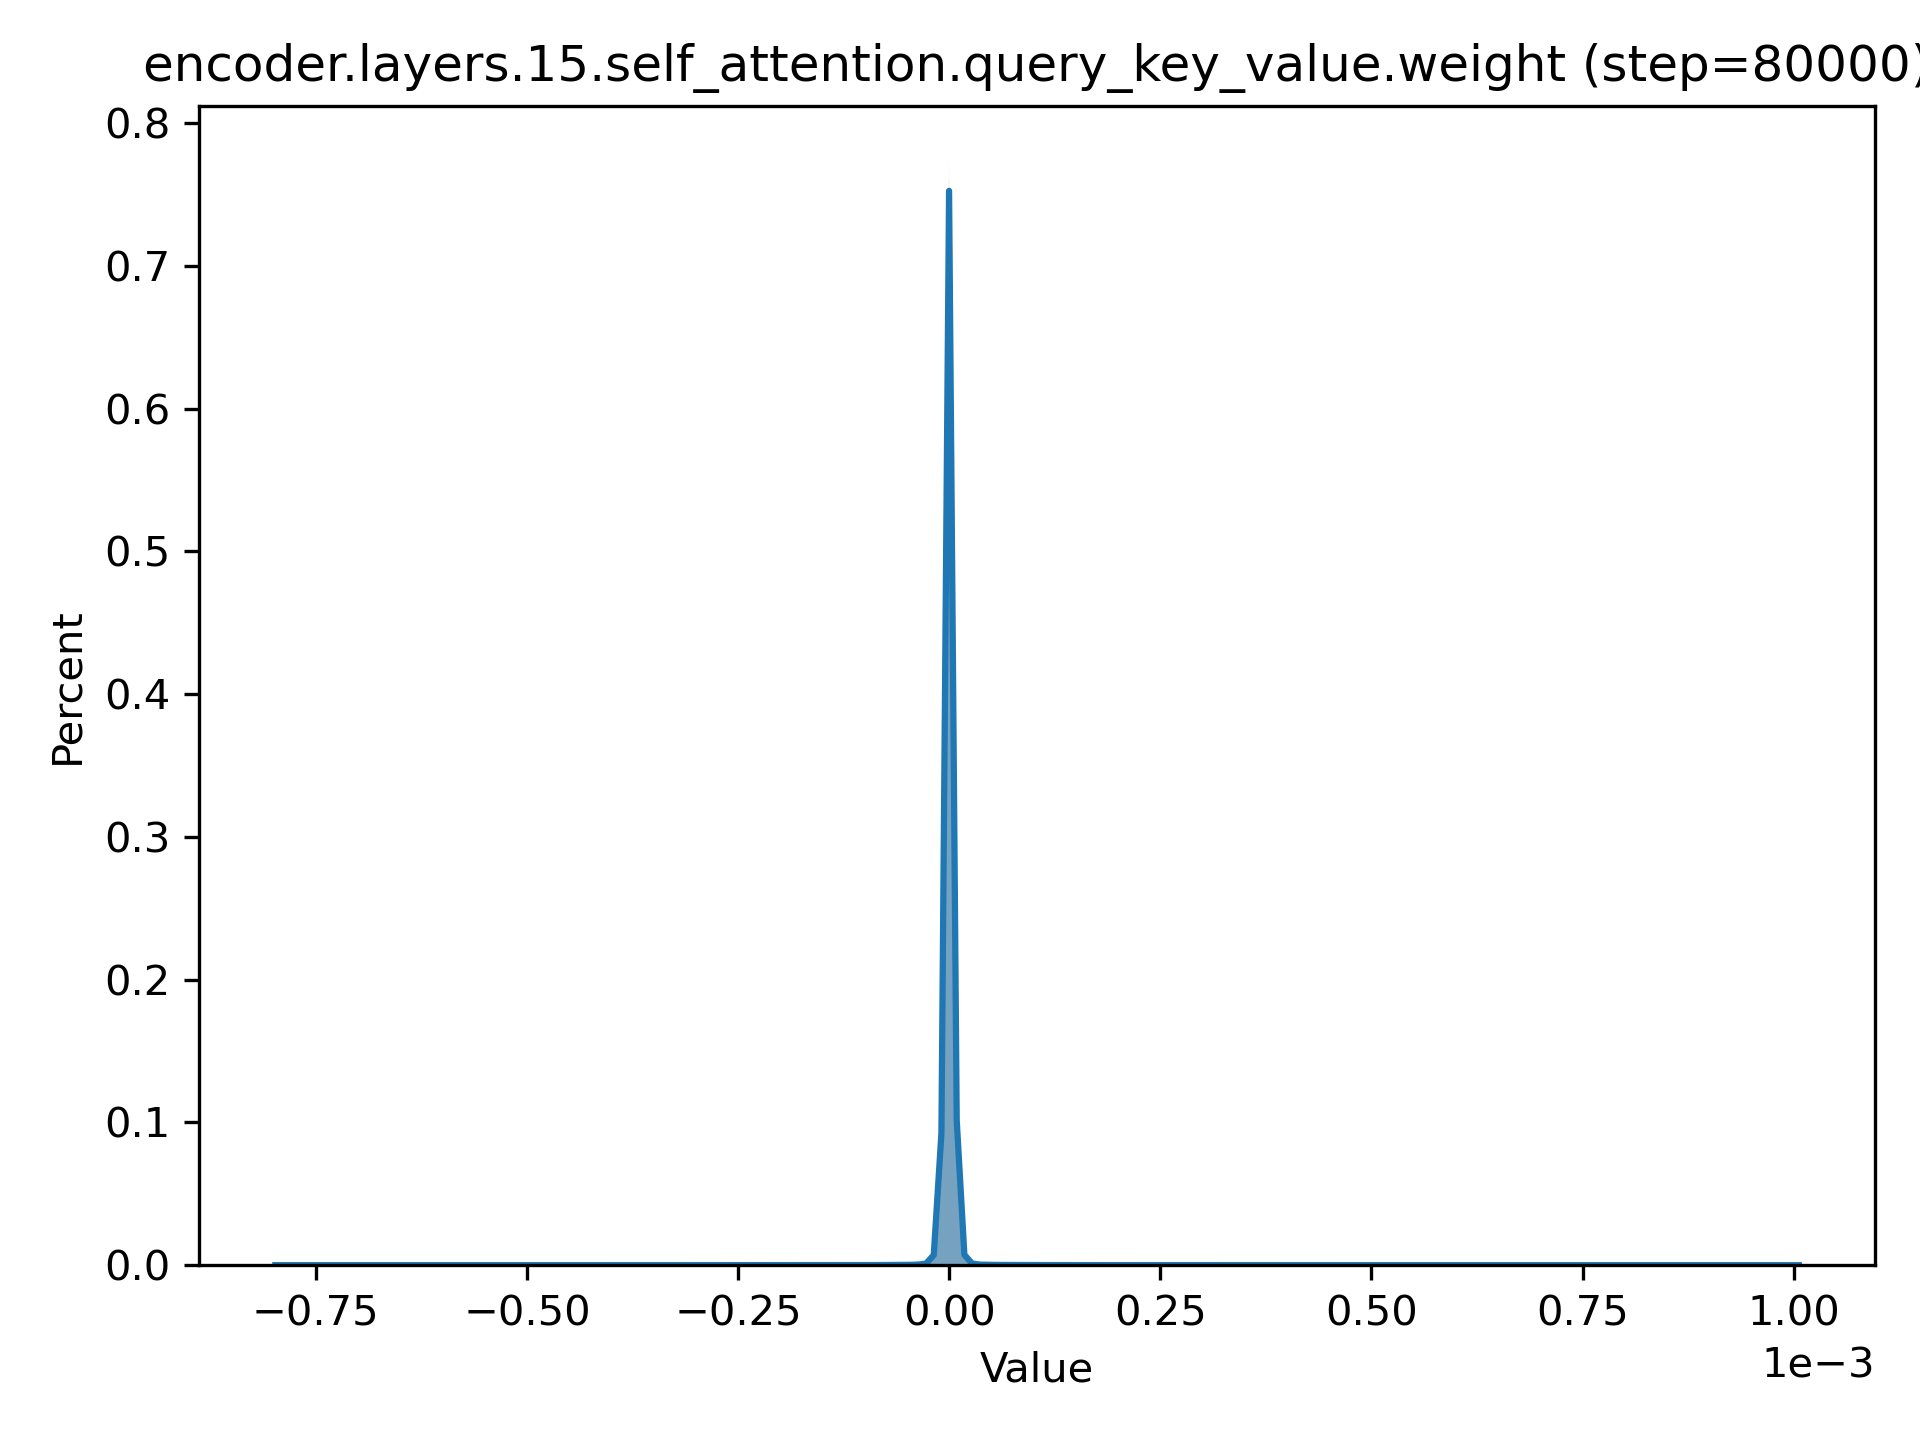 encoder.layers.15.self_attention.query_key_value.weight (step=80000)
0.8
0.7
0.6
0.5
0.4
0.3
0.2
0.1
0.0
Percent
−0.75 −0.50 −0.25 0.00 0.25 0.50 0.75 1.00
1e−3
Value